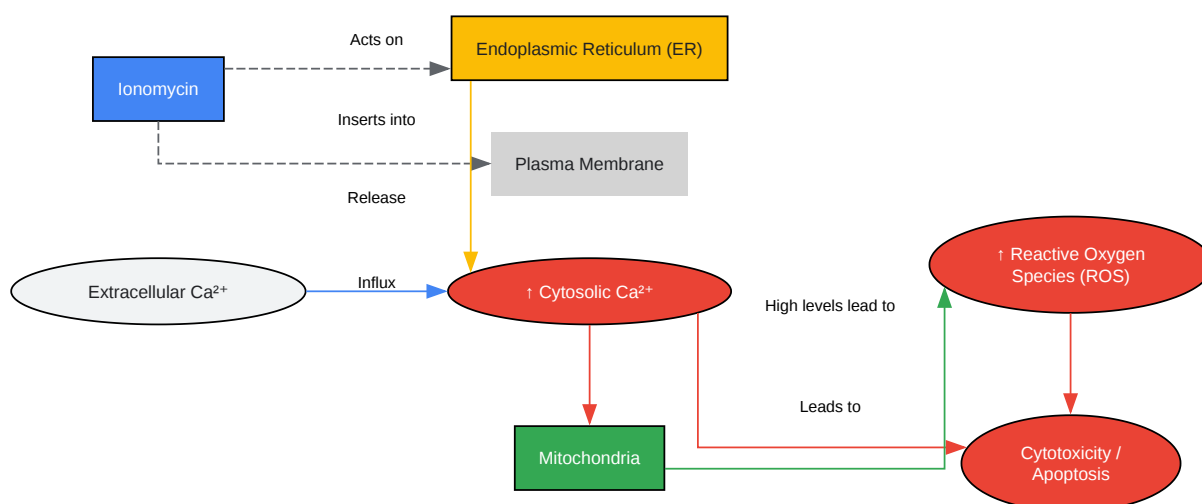 Acts on
Endoplasmic Reticulum (ER)
Ionomycin
Inserts into
Plasma Membrane
Release
Extracellular Ca²⁺
Influx
↑ Cytosolic Ca²⁺
↑ Reactive Oxygen
Species (ROS)
High levels lead to
Leads to
Mitochondria
Cytotoxicity /
Apoptosis